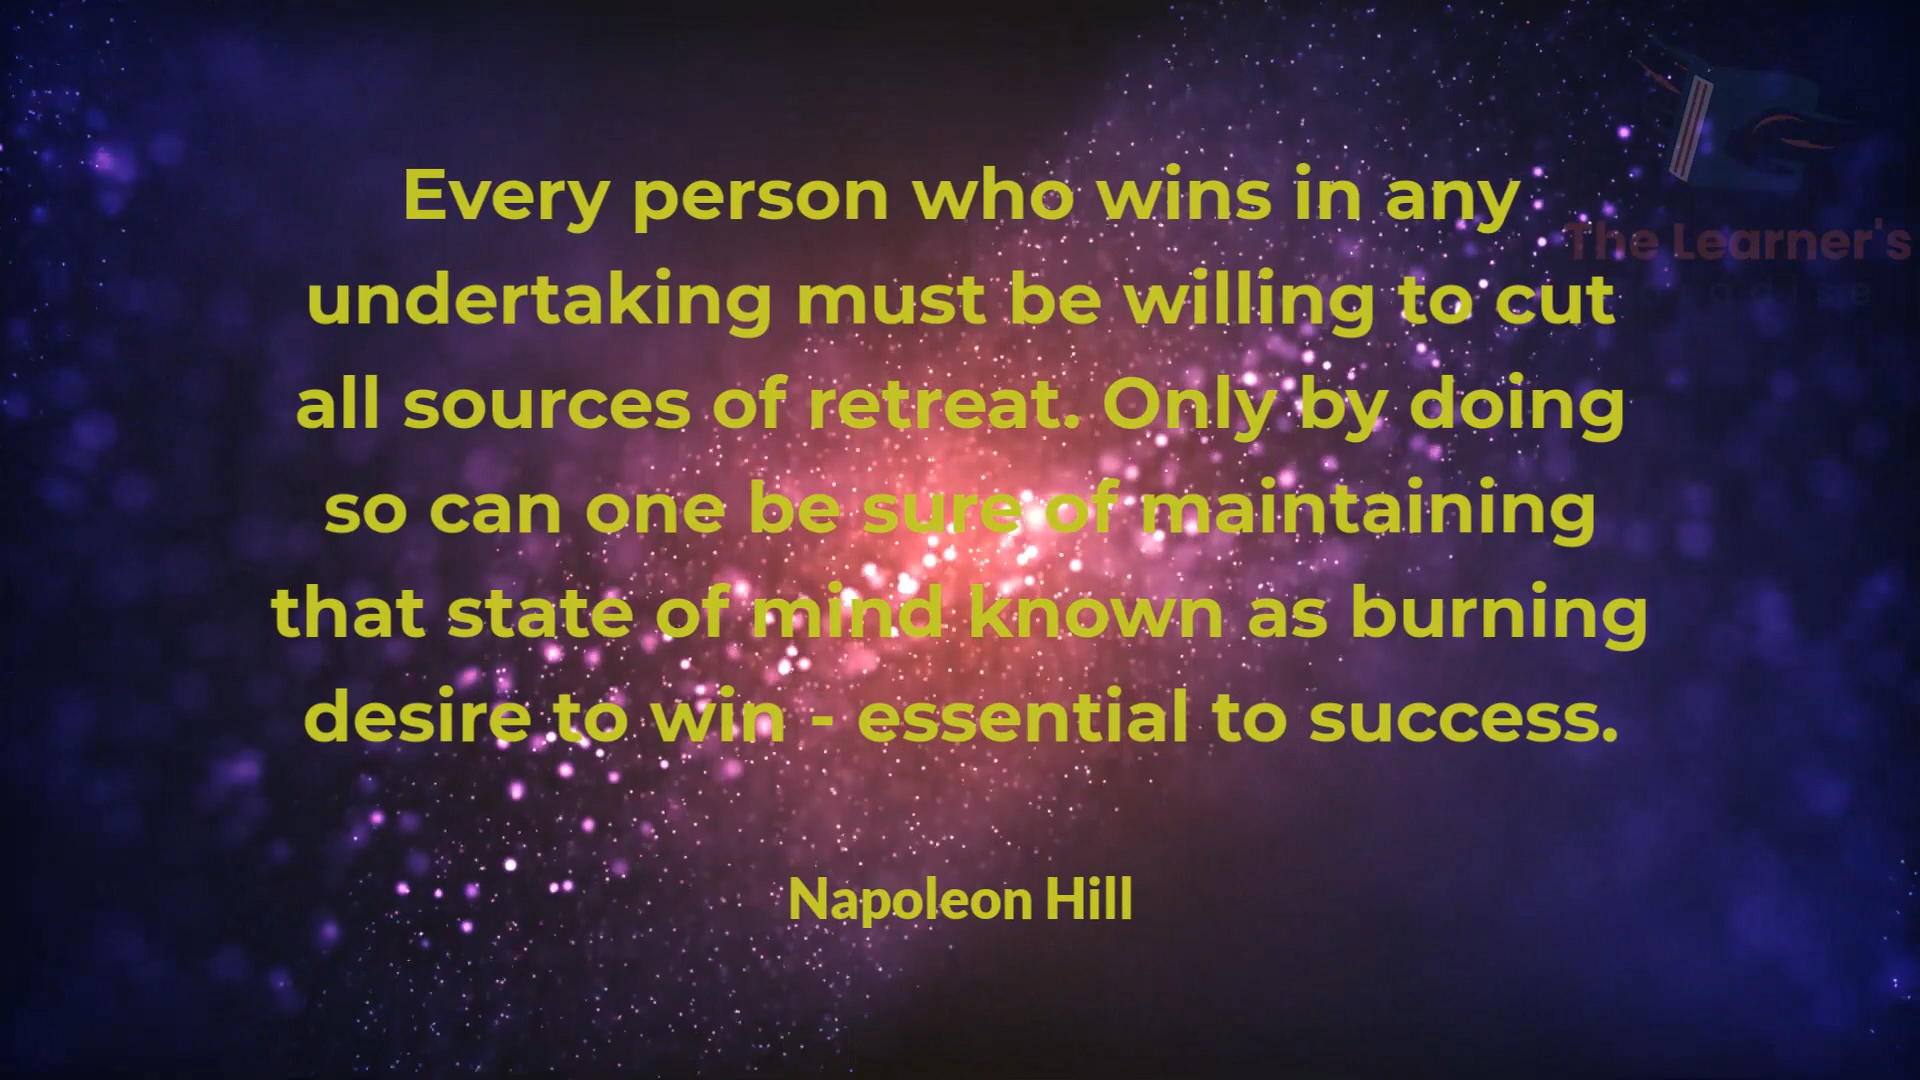 Every person who wins in any
undertaking must be willing to cut
all sources of retreat. Only by doing
so can one be sure of maintaining
that state of mind known as burning
desire to win - essential to success.
Napoleon Hill
The Learner's